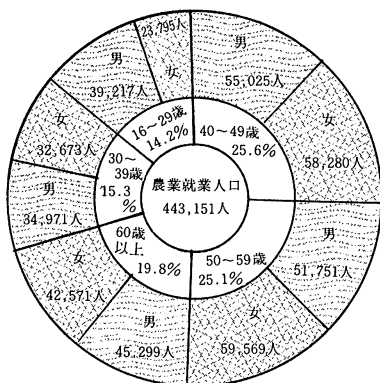 農業就業人口
443,151人
40～49歳
25.6%
男
55,025人
女
58,280人
50～59歳
25.1%
男
51,751人
女
59,569人
60歳
以上
19.8%
男
45,299人
女
42,571人
30～
39歳
15.3
%
男
34,971人
女
32,673人
16～29歳
14.2%
男
39,217人
女
23,795人